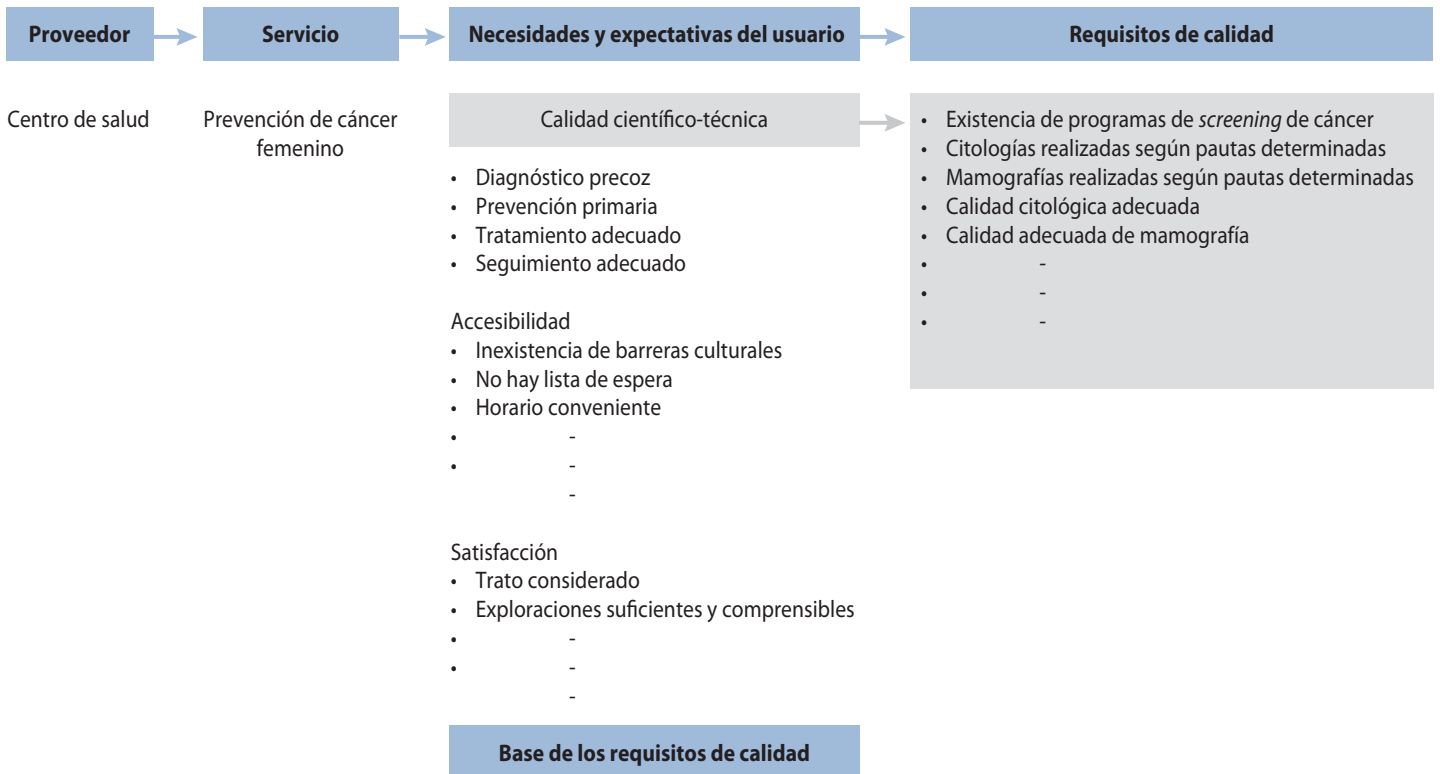 Proveedor
Servicio
Necesidades y expectativas del usuario
Requisitos de calidad
Centro de salud
Prevención de cáncer
femenino
Calidad científico-técnica
• Diagnóstico precoz
• Prevención primaria
• Tratamiento adecuado
• Seguimiento adecuado
Accesibilidad
• Inexistencia de barreras culturales
• No hay lista de espera
• Horario conveniente
• -
• -
-
Satisfacción
• Trato considerado
• Exploraciones suficientes y comprensibles
• -
• -
-
Base de los requisitos de calidad
• Existencia de programas de screening de cáncer
• Citologías realizadas según pautas determinadas
• Mamografías realizadas según pautas determinadas
• Calidad citológica adecuada
• Calidad adecuada de mamografía
• -
• -
• -